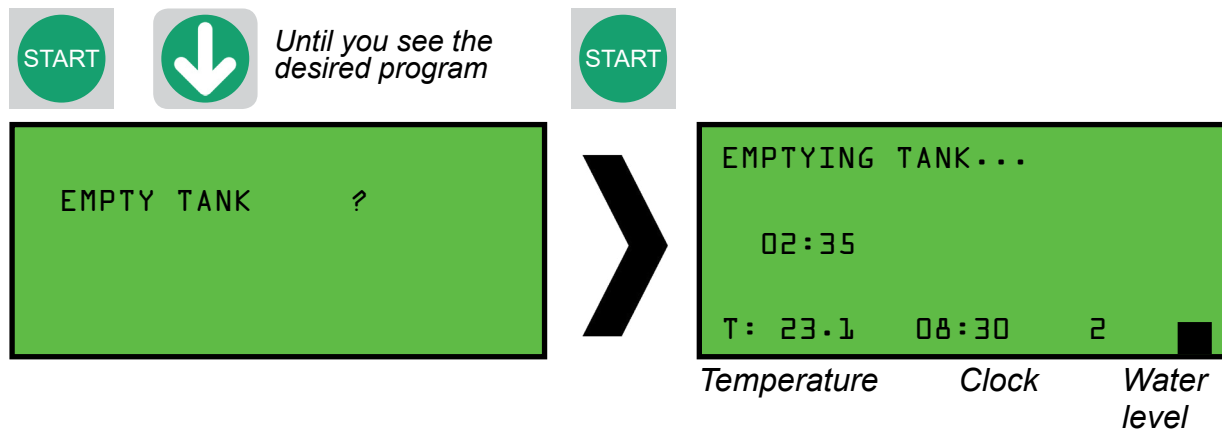 START
Until you see the
desired program
START
EMPTY TANK ?
EMPTYING TANK...
02:35
T: 23.1 08:30 2
Temperature Clock Water
level